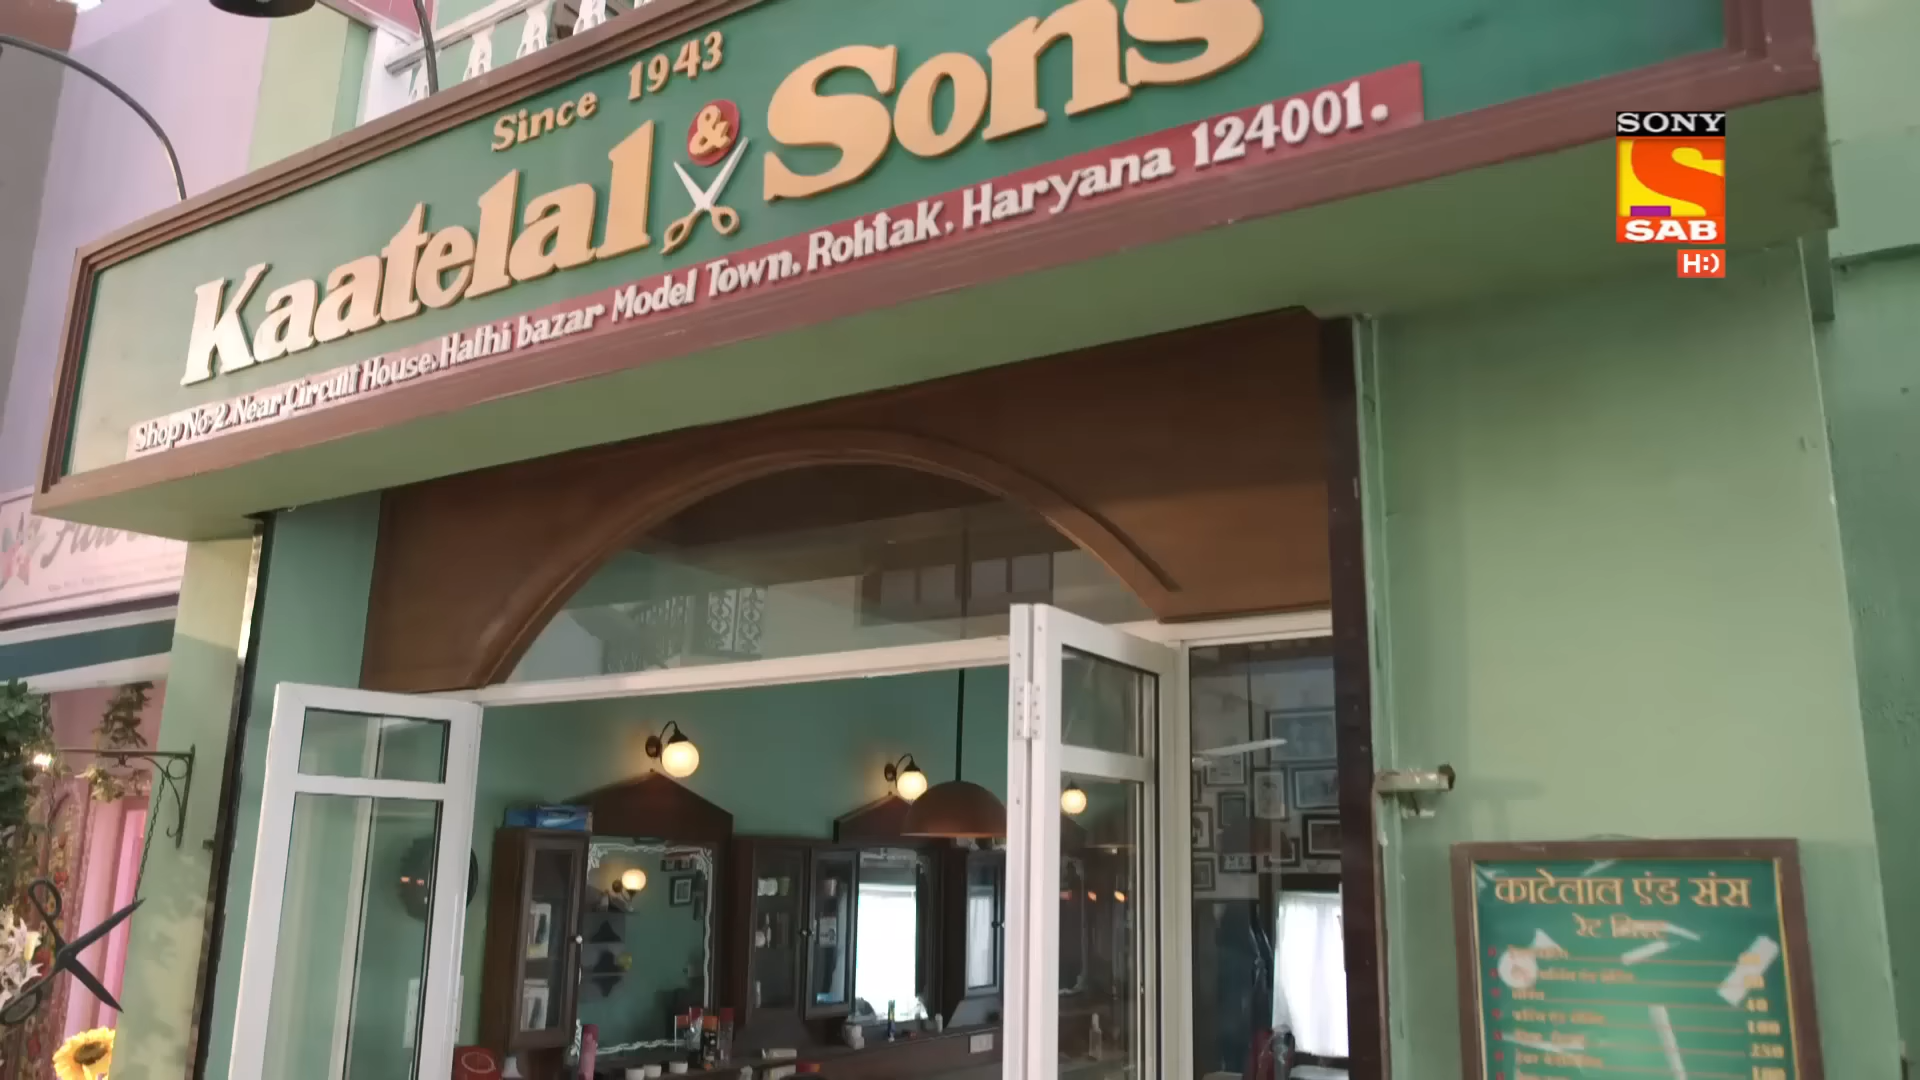 Since 1943
Kaatelal & Sons
Shop No-2, Near Circuit House, Hathi bazar Model Town, Rohtak, Haryana 124001.
SONY
SAB
H:)
काटेलाल एंड संस
रेट लिस्ट
40
100
250
100